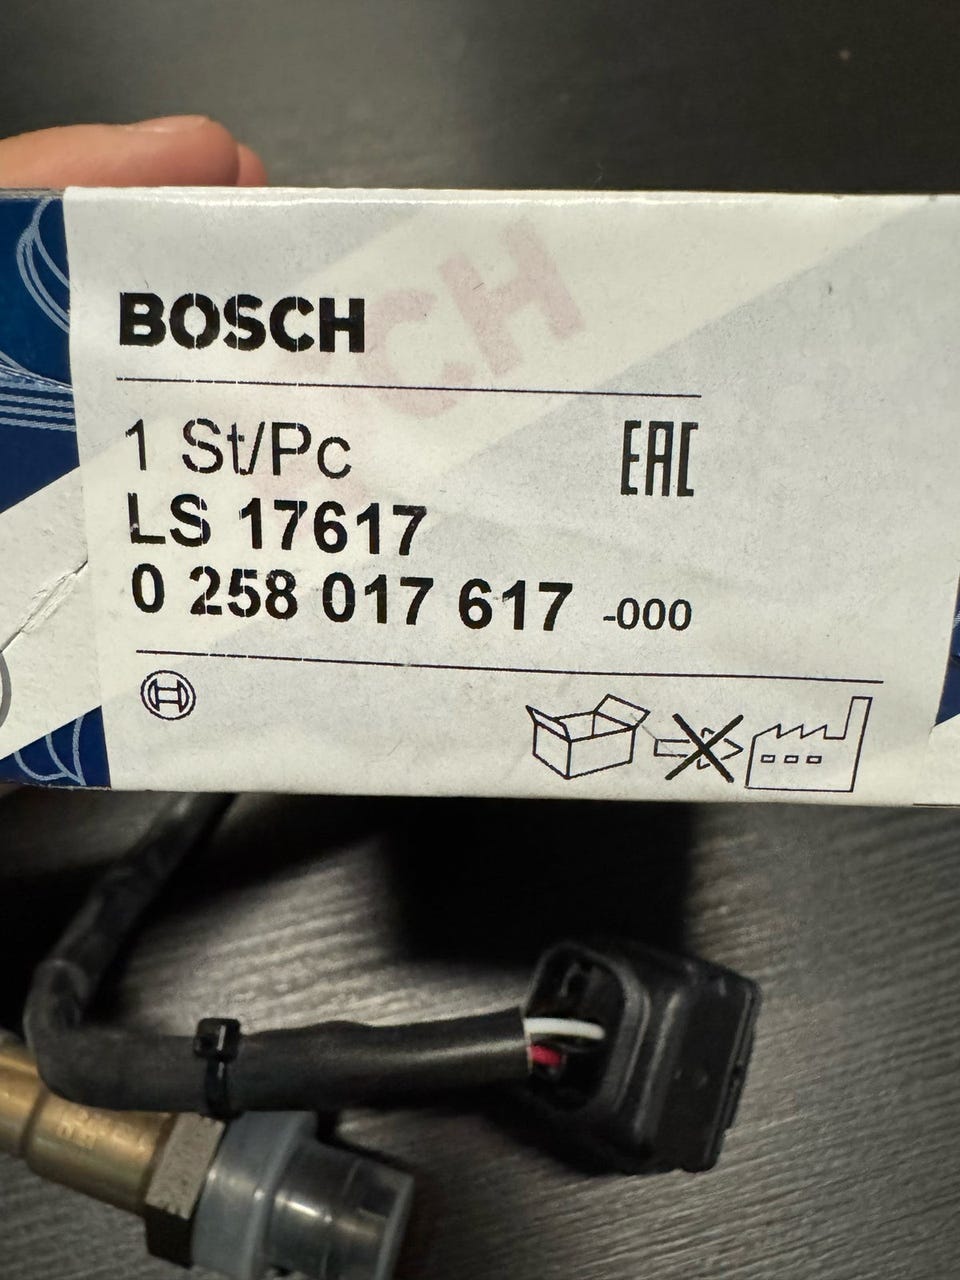 BOSCH
1 St/Pc EAC
LS 17617
0 258 017 617 -000